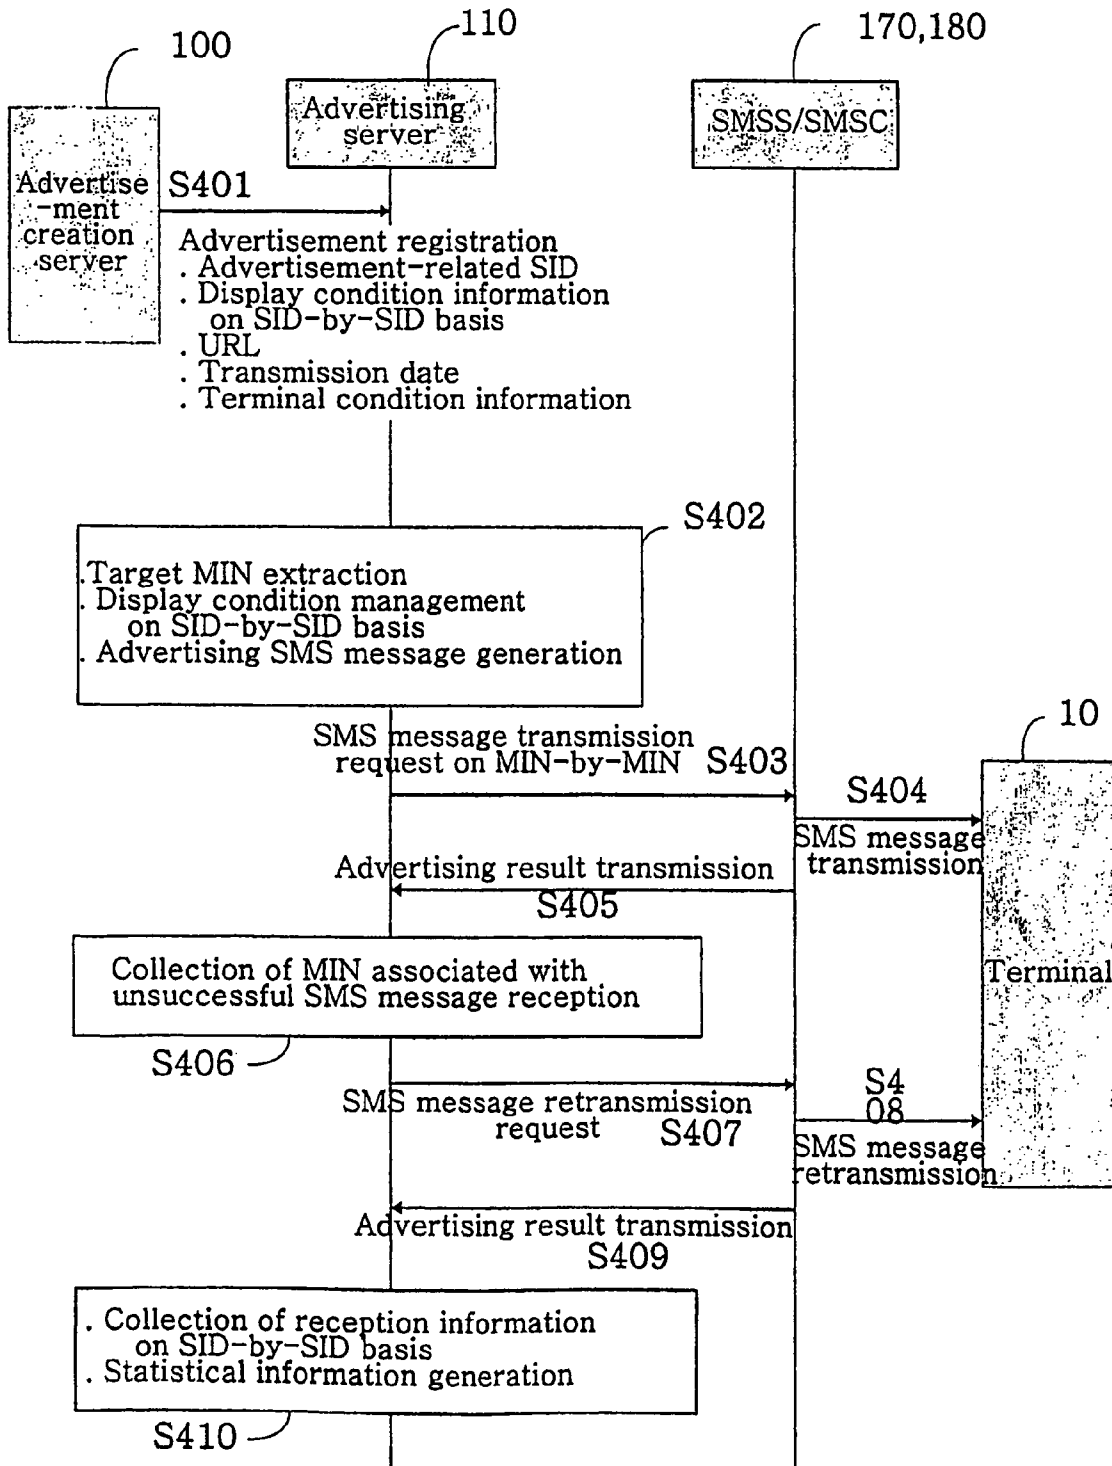 100
110
170,180
Advertising
server
SMSS/SMSC
Advertise
-ment
creation
server
S401
Advertisement registration
. Advertisement-related SID
. Display condition information
on SID-by-SID basis
. URL
. Transmission date
. Terminal condition information
S402
.Target MIN extraction
. Display condition management
on SID-by-SID basis
. Advertising SMS message generation
SMS message transmission
request on MIN-by-MIN S403
10
S404
SMS message
transmission
Advertising result transmission
S405
Collection of MIN associated with
unsuccessful SMS message reception
Terminal
S406
SMS message retransmission
request S407
S4
08
SMS message
retransmission
Advertising result transmission
S409
. Collection of reception information
on SID-by-SID basis
. Statistical information generation
S410